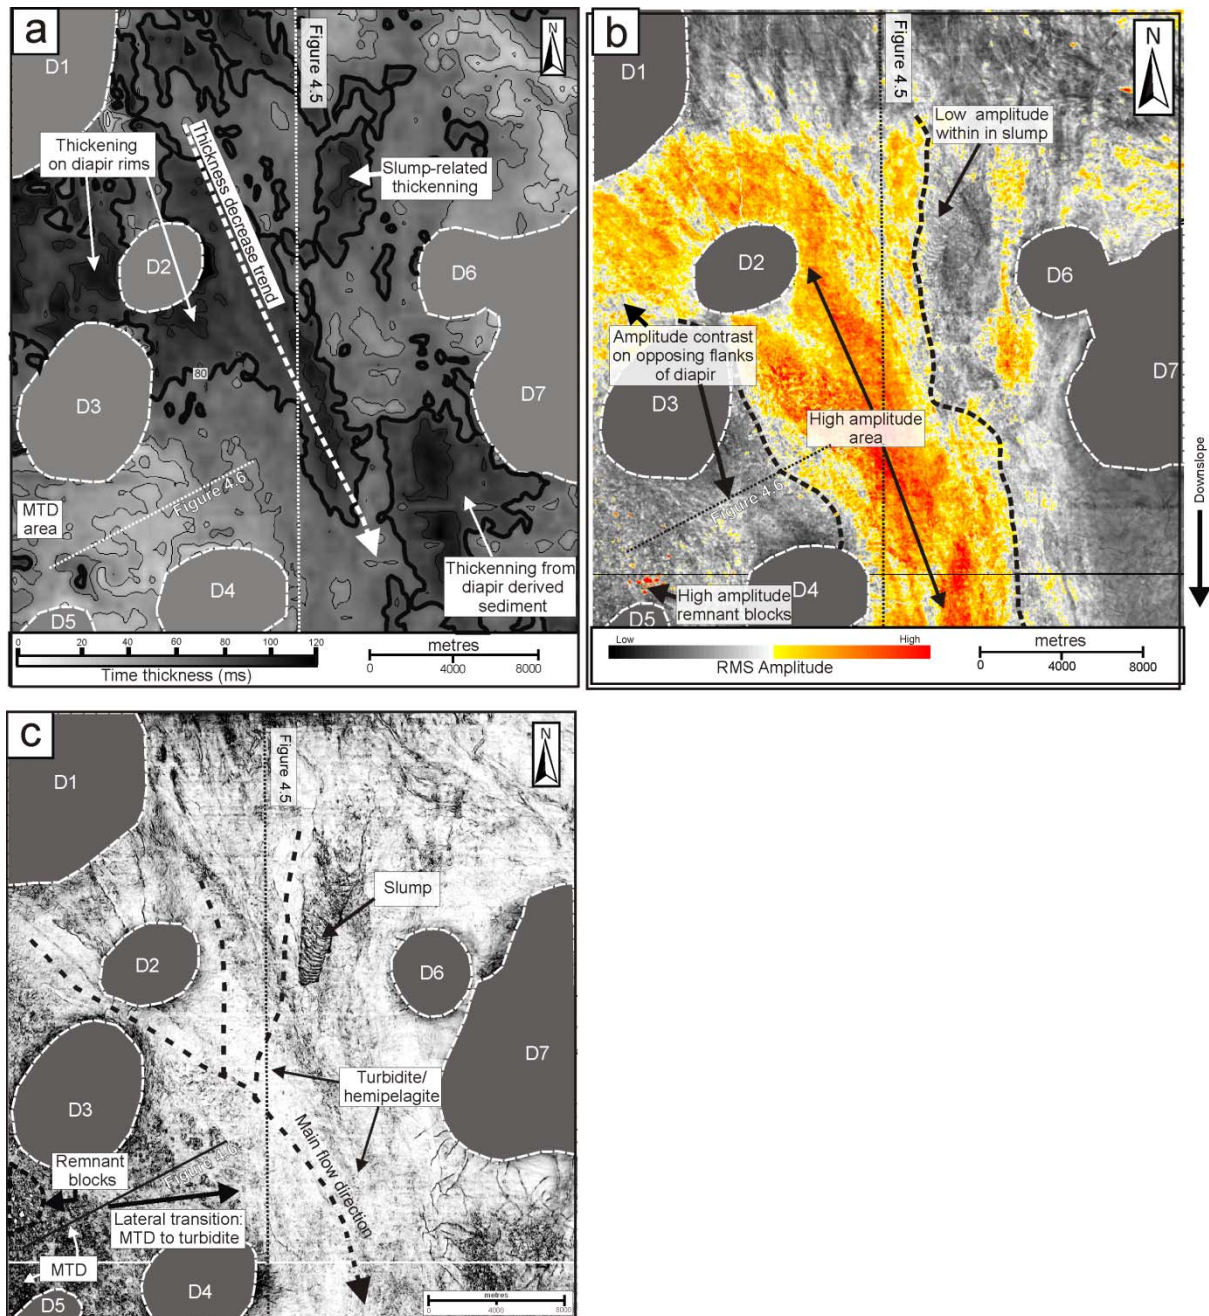 a
N
D1
Figure 4.5
Thickening
on diapir rims
Thickness decrease trend
Slump-related
thickenning
D2
D6
80
D3
D7
Figure 4.6
MTD
area
Thickenning from
diapir derived
sediment
D4
D5
0 20 40 60 80 100 120
Time thickness (ms)
metres
0 4000 8000
b
N
D1
Figure 4.5
Low amplitude
within in slump
D2
D6
Amplitude contrast
on opposing flanks
of diapir
D3
D7
High amplitude
area
Figure 4.6
Downslope
D4
High amplitude
remnant blocks
D5
Low High
RMS Amplitude
metres
0 4000 8000
c
N
D1
Figure 4.5
Slump
D2
D6
D7
Turbidite/
hemipelagite
D3
Main flow direction
Remnant
blocks
Figure 4.6
Lateral transition:
MTD to turbidite
MTD
D4
D5
metres
0 4000 8000